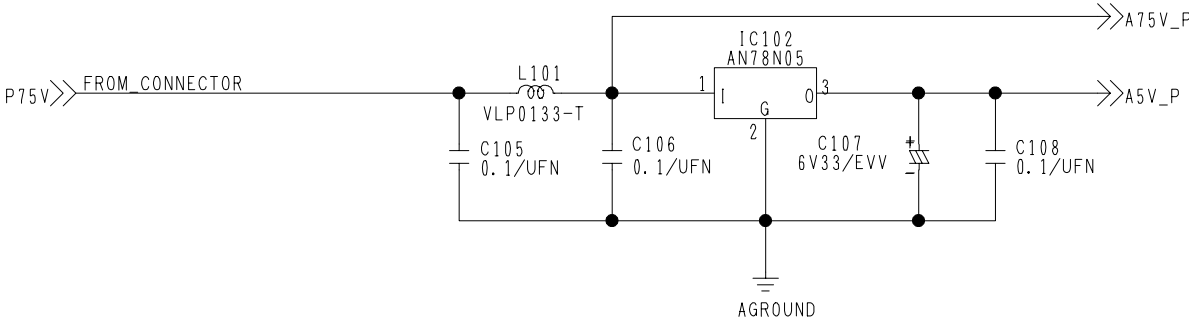 A75V_P
IC102
AN78N05
P75V
FROM_CONNECTOR
L101
VLP0133-T
1
I
G
O
3
2
A5V_P
C105
0.1/UFN
C106
0.1/UFN
C107
6V33/EVV
+
-
C108
0.1/UFN
AGROUND